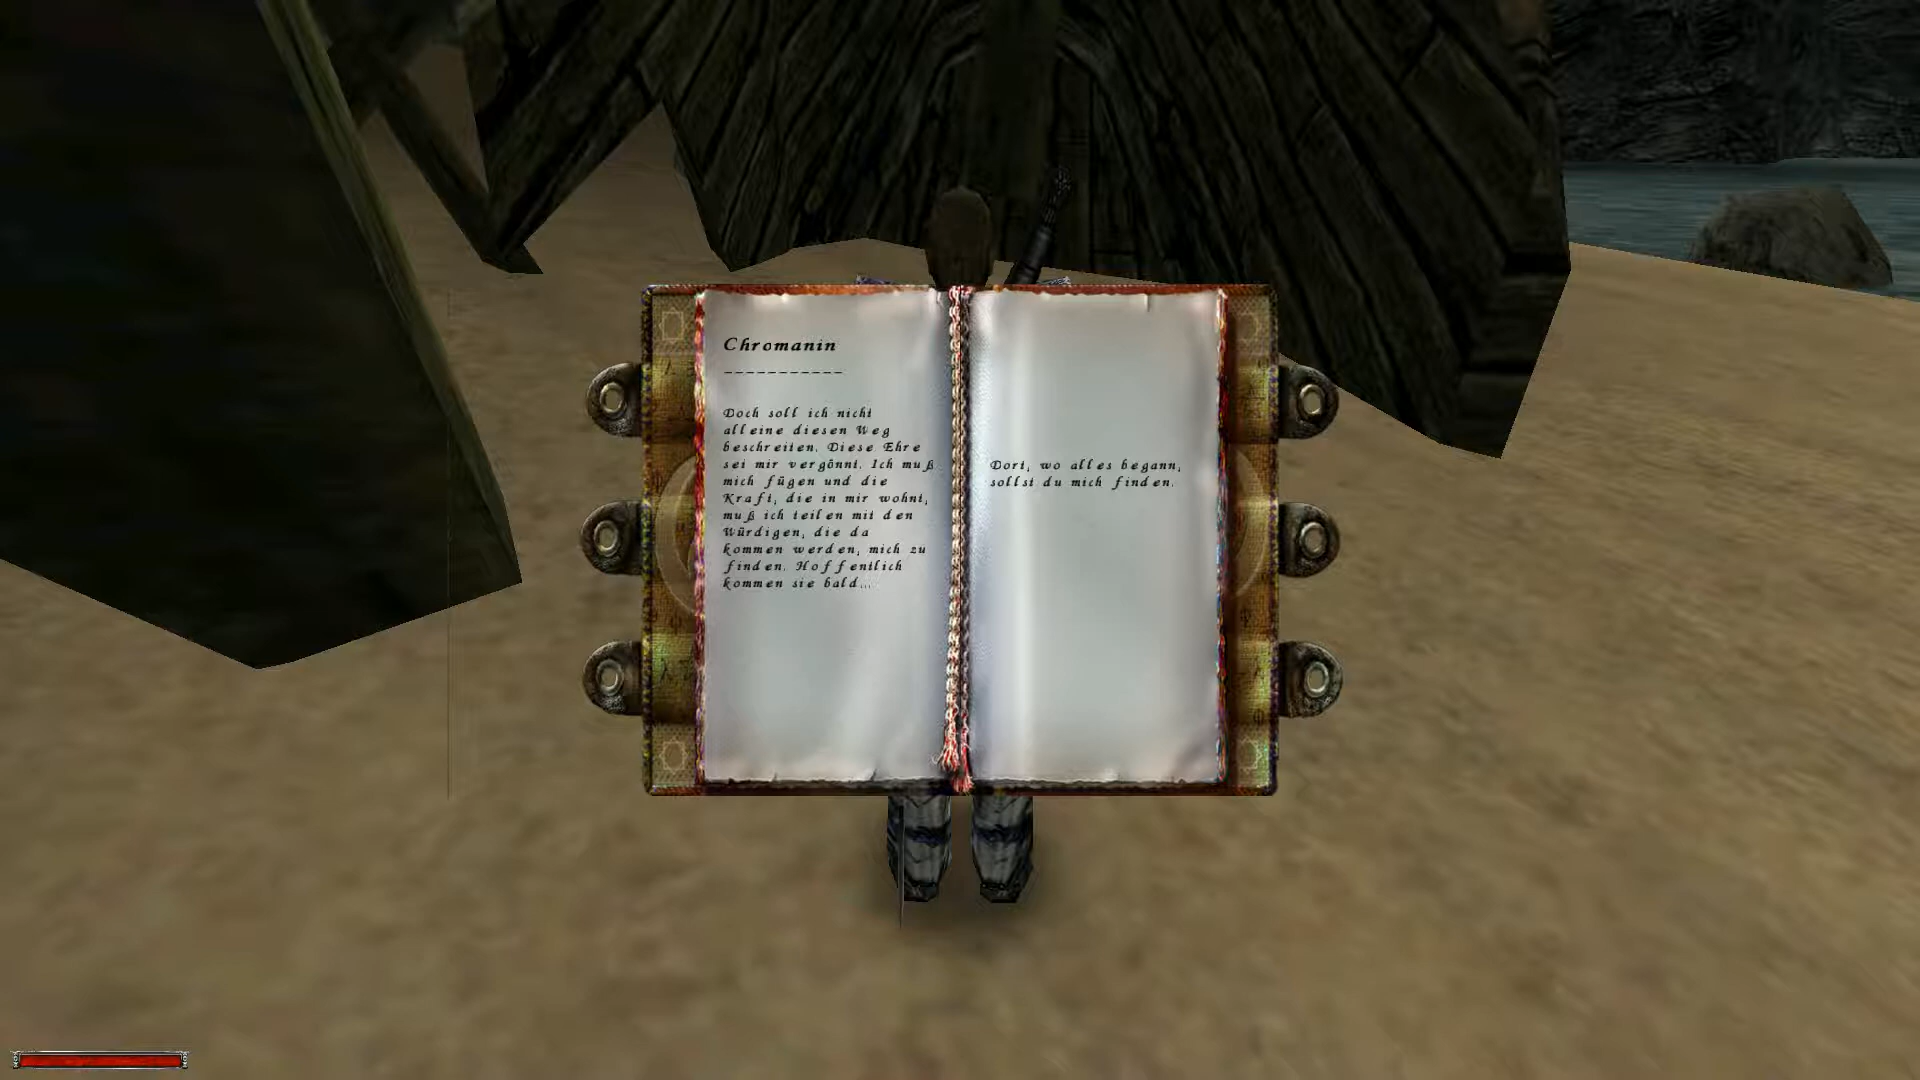 Chromanin
-----------
Doch soll ich nicht
alleine diesen Weg
beschreiten. Diese Ehre
sei mir vergönnt. Ich muß
mich fügen und die
Kraft, die in mir wohnt,
muß ich teilen mit den
Würdigen, die da
kommen werden, mich zu
finden. Hoffentlich
kommen sie bald...
Dort, wo alles begann,
sollst du mich finden.